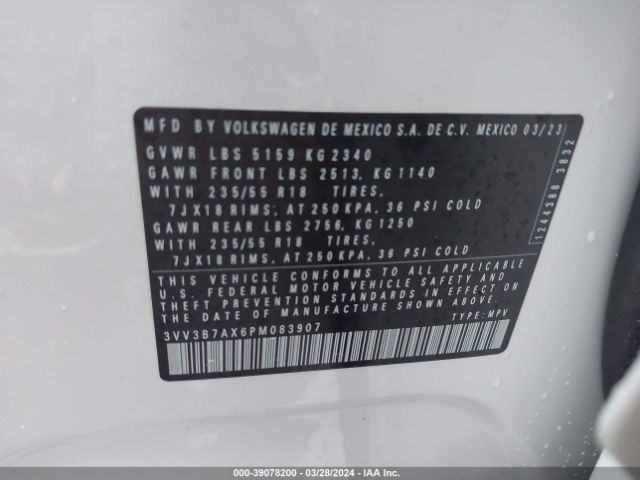 MFD BY VOLKSWAGEN DE MEXICO S.A. DE C.V. MEXICO 03/23
GVWR LBS 5159 KG 2340
GAWR FRONT LBS 2513, KG 1140
WITH 235/55 R18 TIRES,
7JX18 RIMS, AT 250 KPA, 36 PSI COLD
GAWR REAR LBS 2756, KG 1250
WITH 235/55 R18 TIRES,
7JX18 RIMS, AT 250 KPA, 36 PSI COLD
THIS VEHICLE CONFORMS TO ALL APPLICABLE
U.S. FEDERAL MOTOR VEHICLE SAFETY AND
THEFT PREVENTION STANDARDS IN EFFECT ON
THE DATE OF MANUFACTURE SHOWN ABOVE.
3VV3B7AX6PM083907 TYPE: MPV
1244388 3832
000-39078200 - 03/28/2024 - IAA Inc.